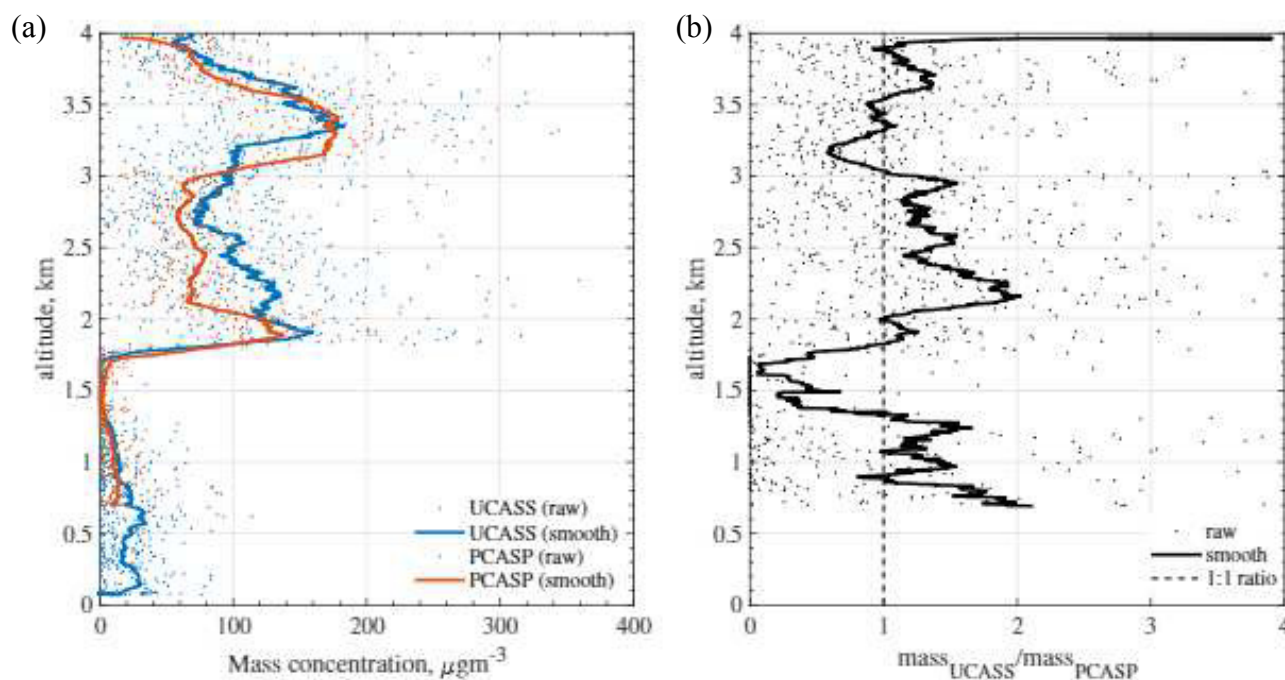 (a)
4
3.5
3
2.5
2
1.5
1
0.5
0
altitude, km
UCASS (raw)
UCASS (smooth)
PCASP (raw)
PCASP (smooth)
0 100 200 300 400
Mass concentration, μgm⁻³
(b)
4
3.5
3
2.5
2
1.5
1
0.5
0
altitude, km
raw
smooth
1:1 ratio
0 1 2 3 4
mass_UCASS/mass_PCASP